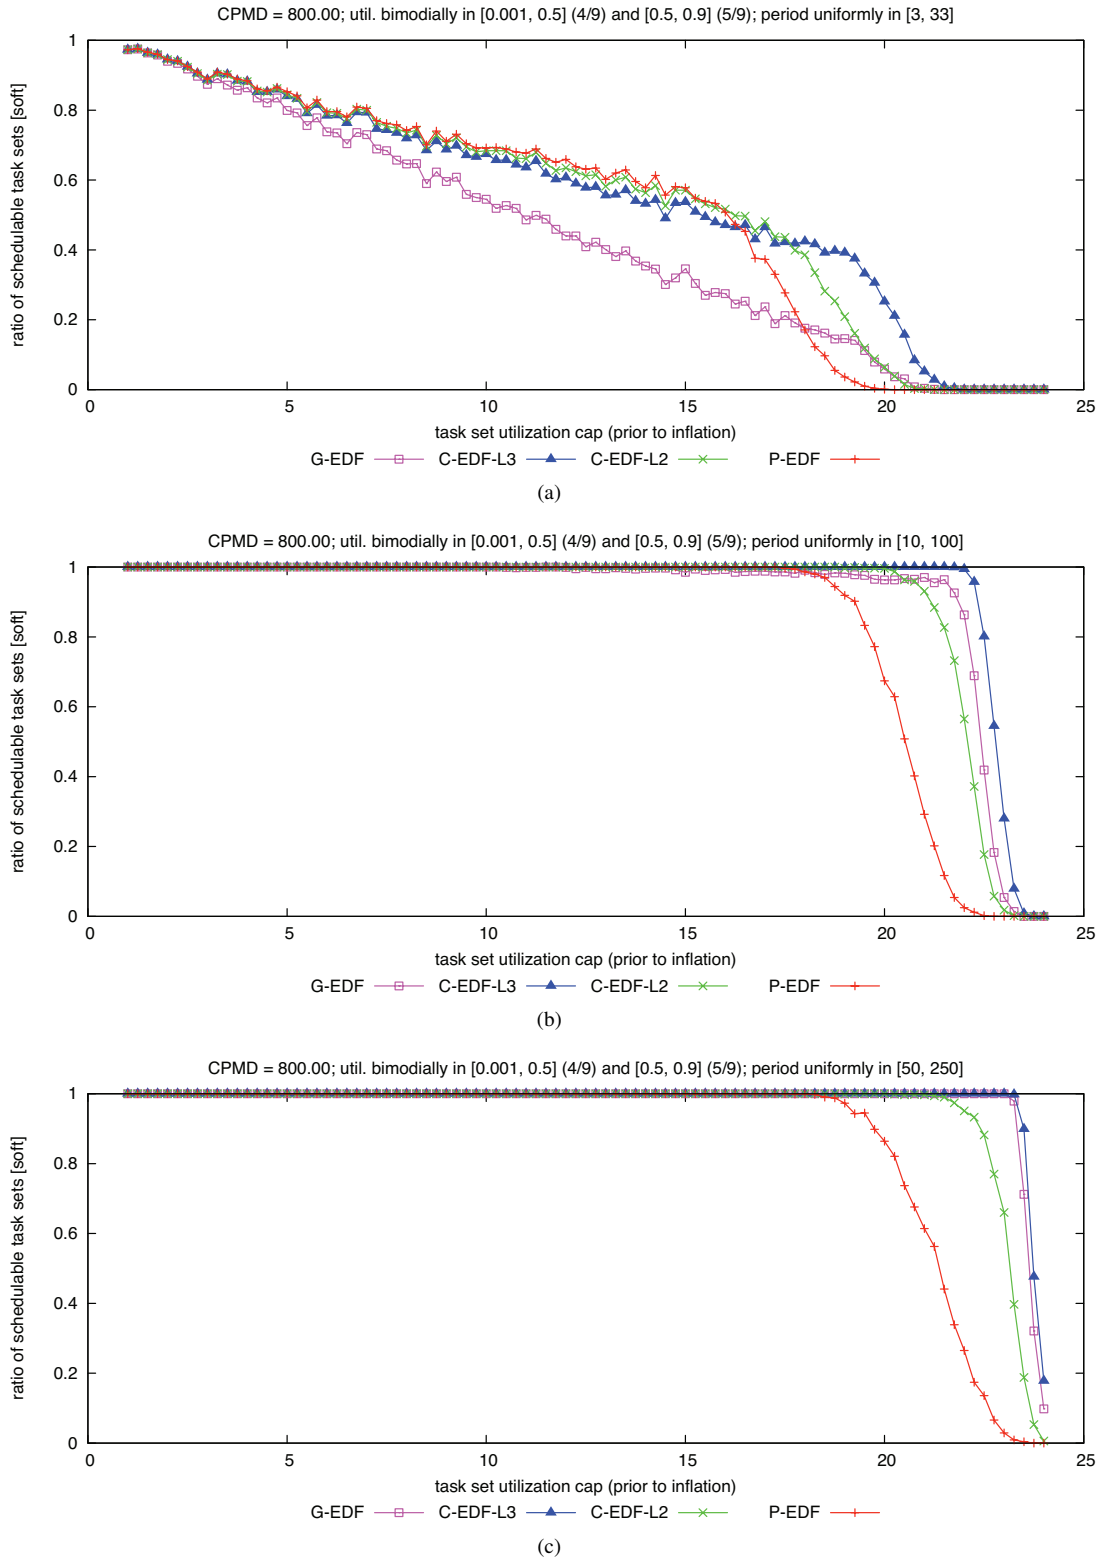 CPMD = 800.00; util. bimodially in [0.001, 0.5] (4/9) and [0.5, 0.9] (5/9); period uniformly in [3, 33]
1
0.8
0.6
0.4
0.2
0
ratio of schedulable task sets [soft]
0 5 10 15 20 25
task set utilization cap (prior to inflation)
G-EDF C-EDF-L3 C-EDF-L2 P-EDF
(a)
CPMD = 800.00; util. bimodially in [0.001, 0.5] (4/9) and [0.5, 0.9] (5/9); period uniformly in [10, 100]
1
0.8
0.6
0.4
0.2
0
ratio of schedulable task sets [soft]
0 5 10 15 20 25
task set utilization cap (prior to inflation)
G-EDF C-EDF-L3 C-EDF-L2 P-EDF
(b)
CPMD = 800.00; util. bimodially in [0.001, 0.5] (4/9) and [0.5, 0.9] (5/9); period uniformly in [50, 250]
1
0.8
0.6
0.4
0.2
0
ratio of schedulable task sets [soft]
0 5 10 15 20 25
task set utilization cap (prior to inflation)
G-EDF C-EDF-L3 C-EDF-L2 P-EDF
(c)